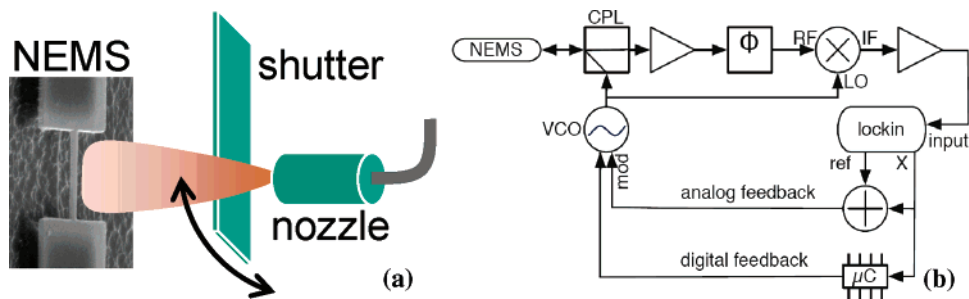 NEMS
shutter
nozzle
(a)
CPL
NEMS
Φ
RF
IF
LO
VCO
mod
lockin
input
ref
X
analog feedback
digital feedback
μC
(b)